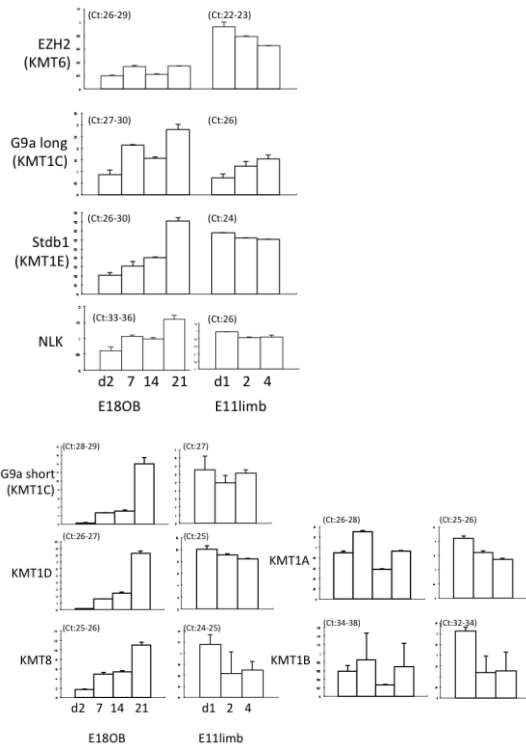 (Ct:26-29) (Ct:22-23)
EZH2
(KMT6)
(Ct:27-30) (Ct:26)
G9a long
(KMT1C)
(Ct:26-30) (Ct:24)
Stdb1
(KMT1E)
(Ct:33-36) (Ct:26)
NLK
d2 7 14 21 d1 2 4
E18OB E11limb
(Ct:28-29) (Ct:27)
G9a short
(KMT1C)
(Ct:26-27) (Ct:25) (Ct:26-28) (Ct:25-26)
KMT1D KMT1A
(Ct:25-26) (Ct:24-25) (Ct:34-38) (Ct:32-34)
KMT8 KMT1B
d2 7 14 21 d1 2 4
E18OB E11limb